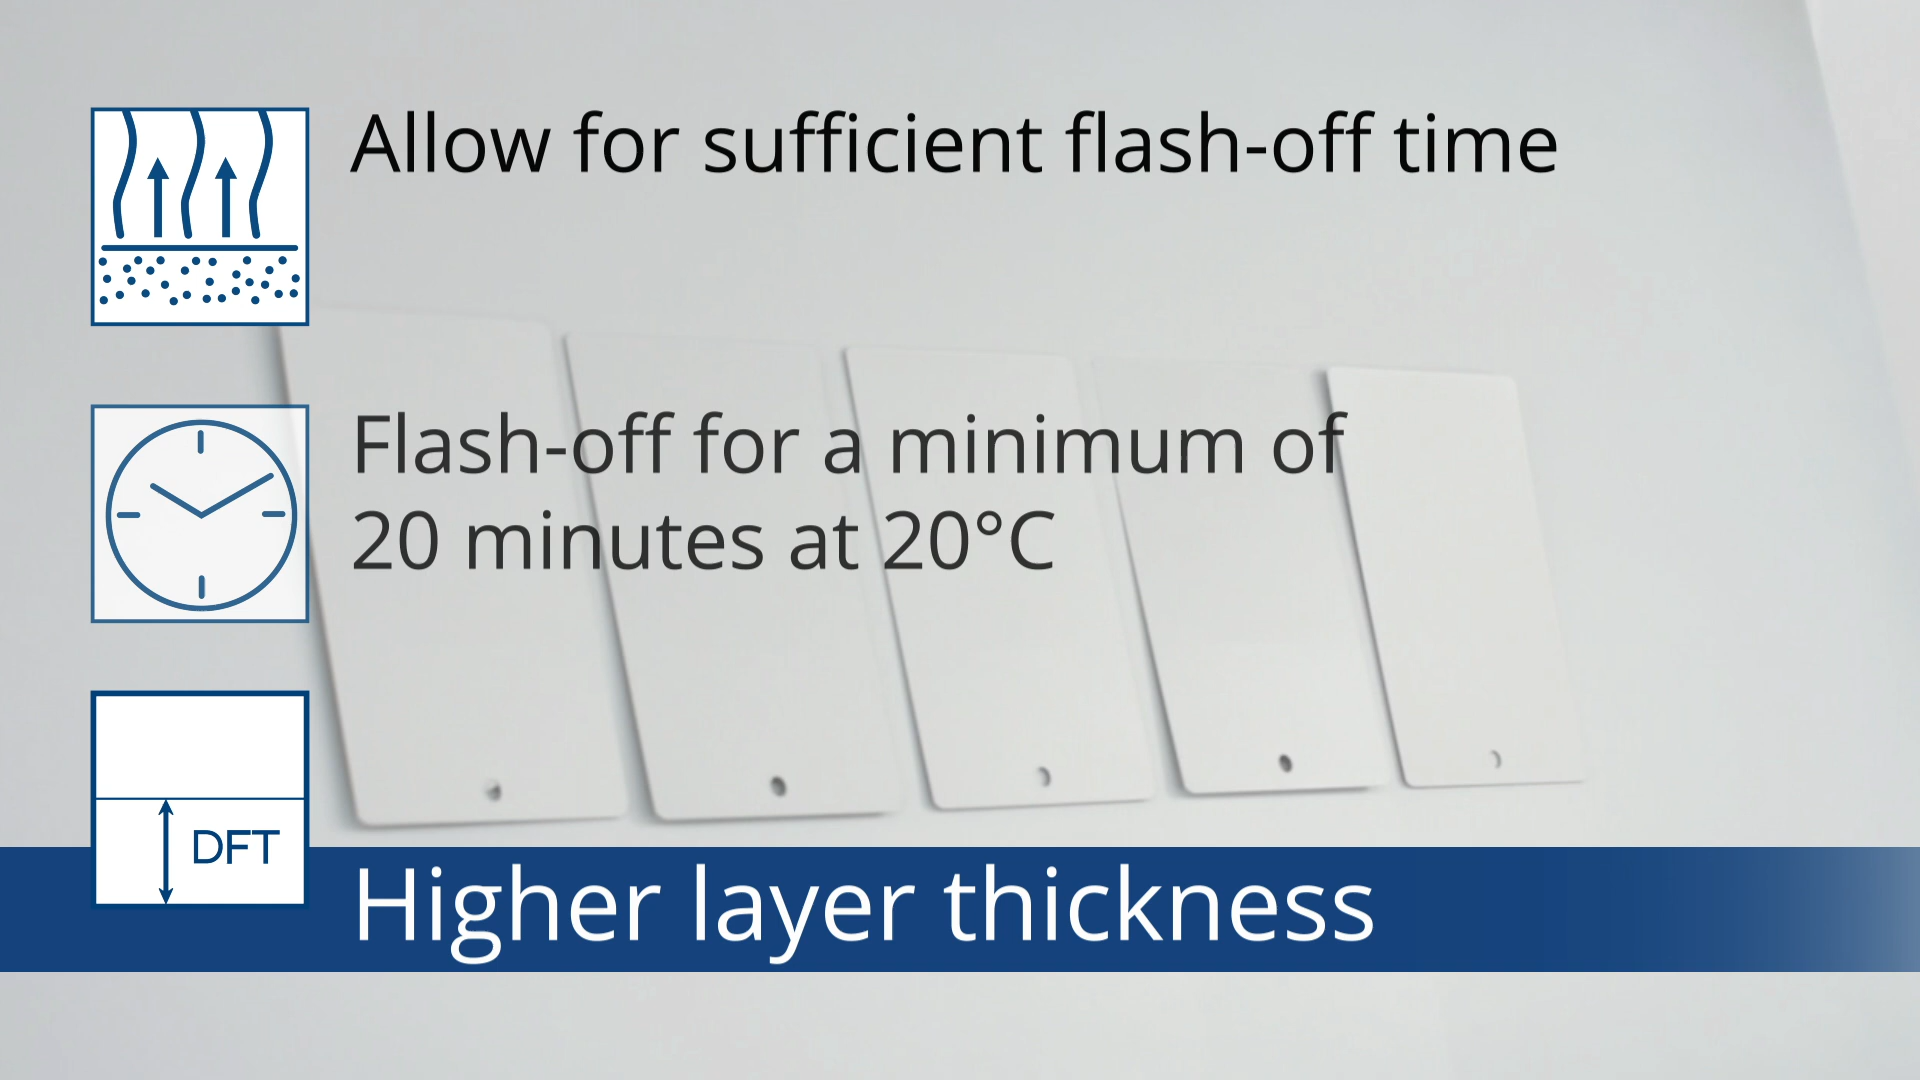 Allow for sufficient flash-off time
Flash-off for a minimum of
20 minutes at 20°C
DFT
Higher layer thickness